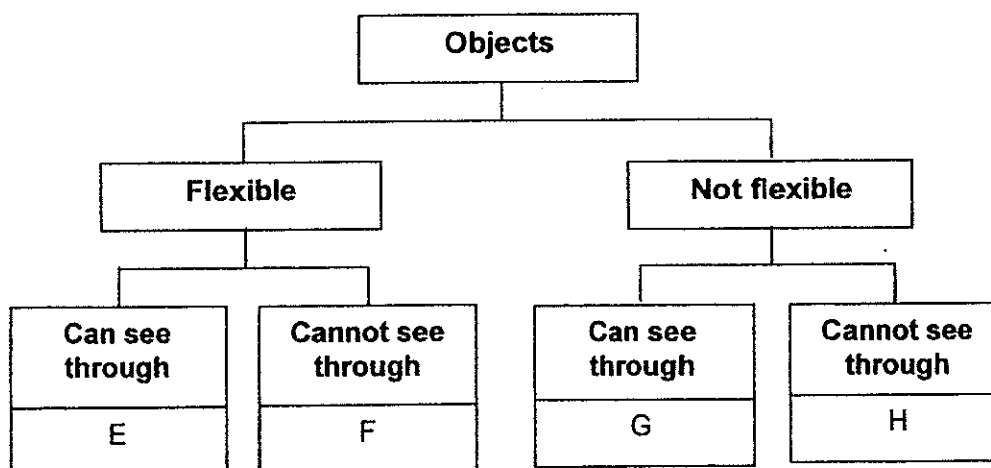 Objects
Flexible
Not flexible
Can see
through
Cannot see
through
Can see
through
Cannot see
through
E
F
G
H